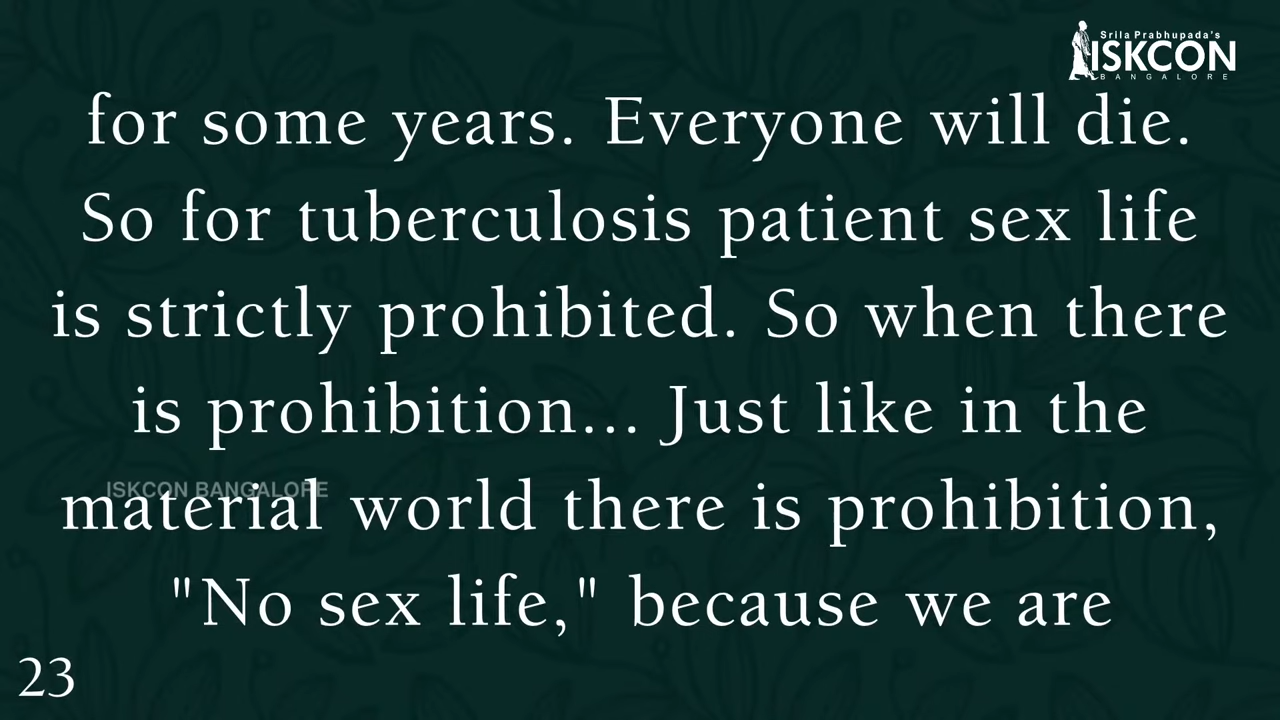 Srila Prabhupada's
ISKCON
BANGALORE
for some years. Everyone will die.
So for tuberculosis patient sex life
is strictly prohibited. So when there
is prohibition... Just like in the
ISKCON BANGALORE
material world there is prohibition,
"No sex life," because we are
23